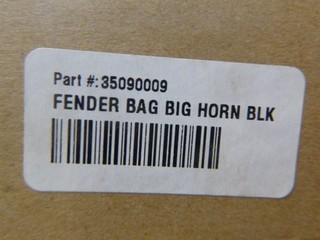 Part #:35090009
FENDER BAG BIG HORN BLK